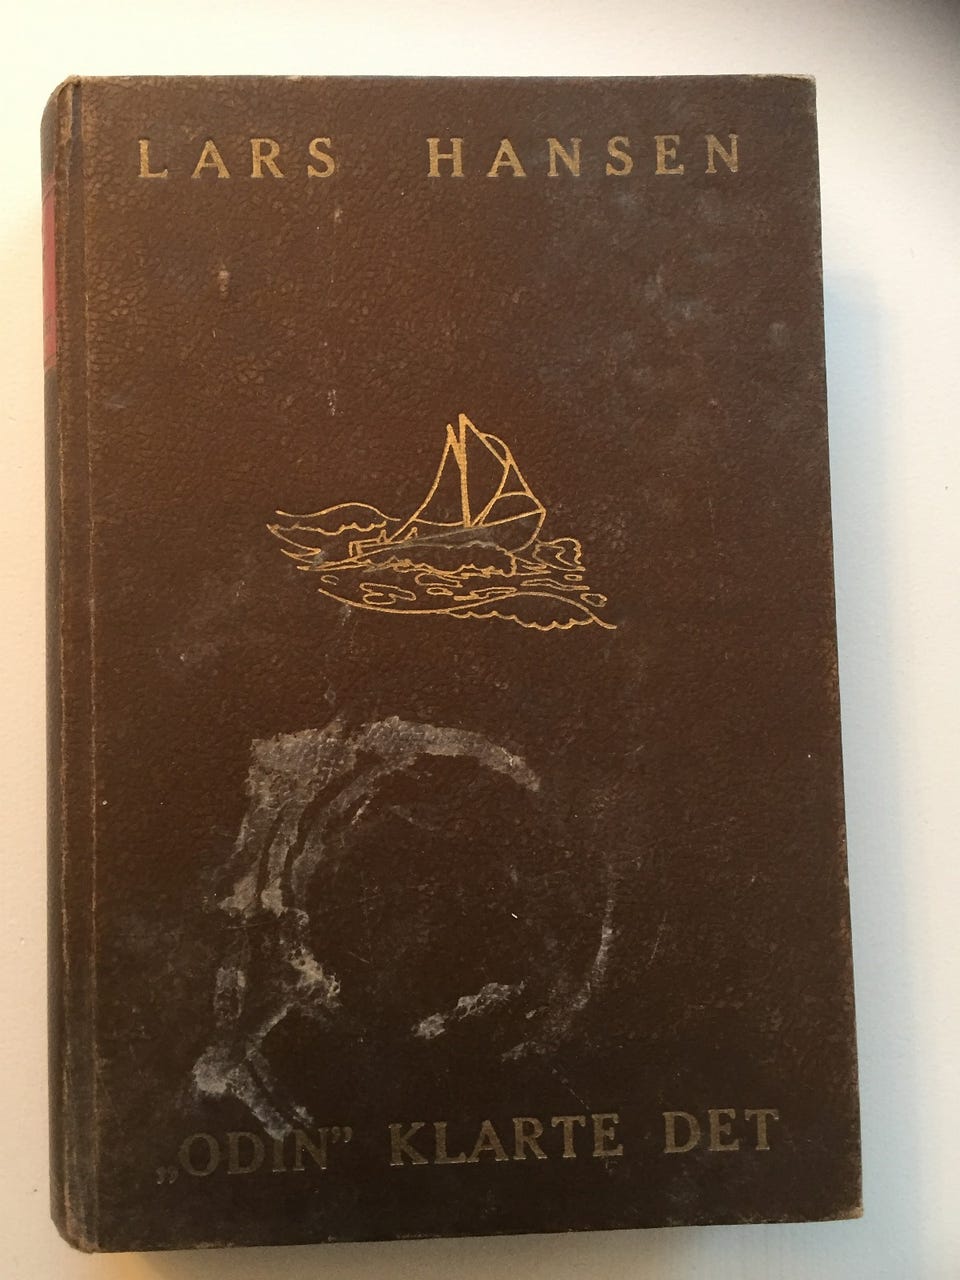 LARS HANSEN
„ODIN” KLARTE DET